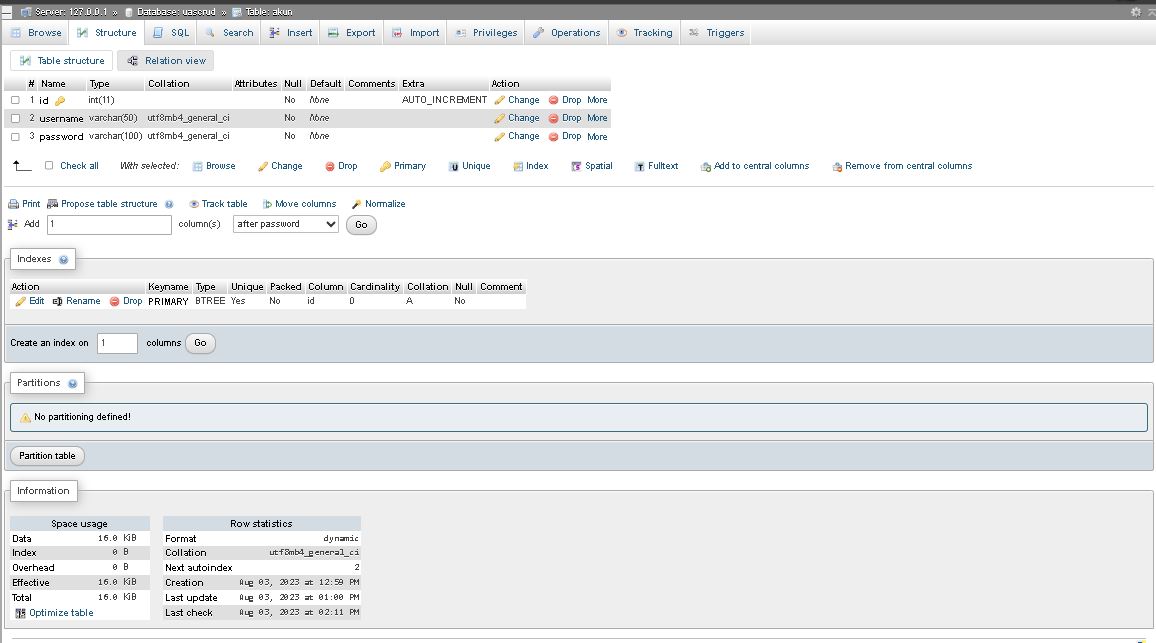 Server: 127.0.0.1 » Database: uascrud » Table: akun
Browse Structure SQL Search Insert Export Import Privileges Operations Tracking Triggers
Table structure Relation view
# Name Type Collation Attributes Null Default Comments Extra Action
1 id int(11) No None AUTO_INCREMENT Change Drop More
2 username varchar(50) utf8mb4_general_ci No None Change Drop More
3 password varchar(100) utf8mb4_general_ci No None Change Drop More
Check all With selected: Browse Change Drop Primary Unique Index Spatial Fulltext Add to central columns Remove from central columns
Print Propose table structure Track table Move columns Normalize
Add 1 column(s) after password Go
Indexes
Action Keyname Type Unique Packed Column Cardinality Collation Null Comment
Edit Rename Drop PRIMARY BTREE Yes No id 0 A No
Create an index on 1 columns Go
Partitions
No partitioning defined!
Partition table
Information
Space usage
Data 16.0 KiB
Index 0 B
Overhead 0 B
Effective 16.0 KiB
Total 16.0 KiB
Optimize table
Row statistics
Format dynamic
Collation utf8mb4_general_ci
Next autoindex 2
Creation Aug 03, 2023 at 12:59 PM
Last update Aug 03, 2023 at 01:00 PM
Last check Aug 03, 2023 at 02:11 PM